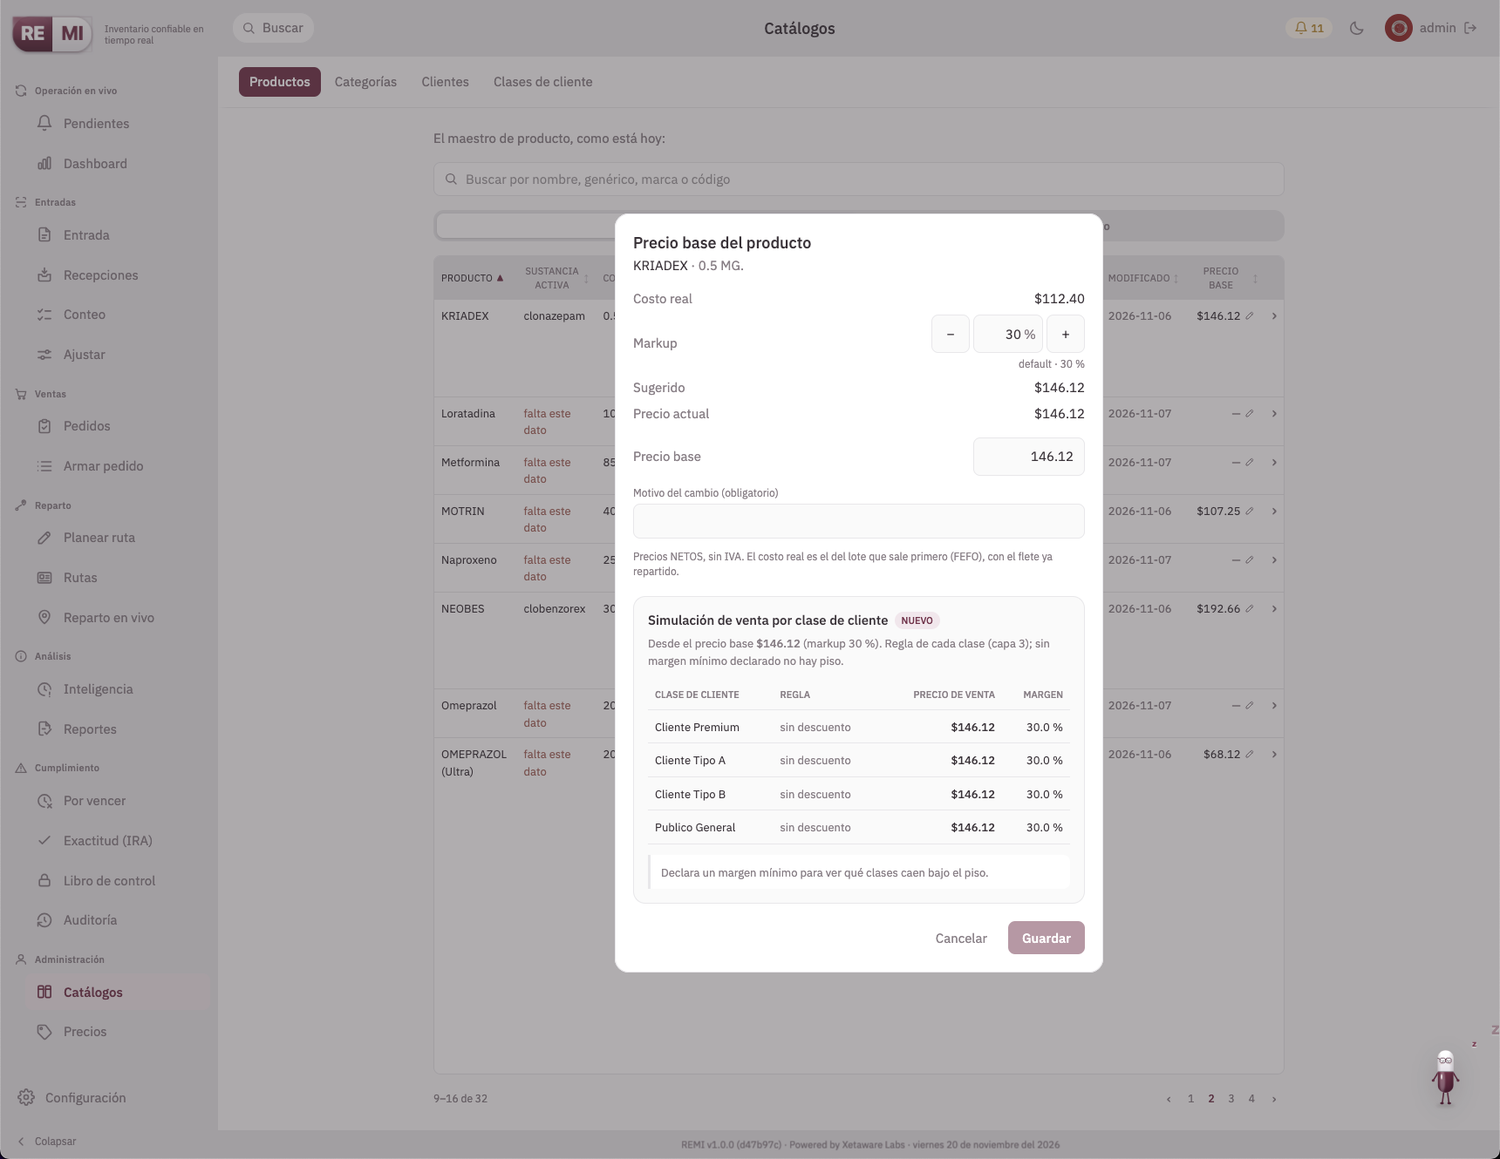 RE MI
Inventario confiable en
tiempo real
Buscar
Catálogos
11
admin
Operación en vivo
Pendientes
Dashboard
Entradas
Entrada
Recepciones
Conteo
Ajustar
Ventas
Pedidos
Armar pedido
Reparto
Planear ruta
Rutas
Reparto en vivo
Análisis
Inteligencia
Reportes
Cumplimiento
Por vencer
Exactitud (IRA)
Libro de control
Auditoría
Administración
Catálogos
Precios
Configuración
Colapsar
Productos Categorías Clientes Clases de cliente
El maestro de producto, como está hoy:
Buscar por nombre, genérico, marca o código
o
PRODUCTO ▲ SUSTANCIA ACTIVA CO MODIFICADO PRECIO BASE
KRIADEX clonazepam 0.5 2026-11-06 $146.12
Loratadina falta este dato 10 2026-11-07 —
Metformina falta este dato 85 2026-11-07 —
MOTRIN falta este dato 40 2026-11-06 $107.25
Naproxeno falta este dato 25 2026-11-07 —
NEOBES clobenzorex 30 2026-11-06 $192.66
Omeprazol falta este dato 20 2026-11-07 —
OMEPRAZOL (Ultra) falta este dato 20 2026-11-06 $68.12
Precio base del producto
KRIADEX · 0.5 MG.
Costo real $112.40
Markup − 30 % +
default · 30 %
Sugerido $146.12
Precio actual $146.12
Precio base 146.12
Motivo del cambio (obligatorio)
Precios NETOS, sin IVA. El costo real es el del lote que sale primero (FEFO), con el flete ya
repartido.
Simulación de venta por clase de cliente NUEVO
Desde el precio base $146.12 (markup 30 %). Regla de cada clase (capa 3); sin
margen mínimo declarado no hay piso.
CLASE DE CLIENTE REGLA PRECIO DE VENTA MARGEN
Cliente Premium sin descuento $146.12 30.0 %
Cliente Tipo A sin descuento $146.12 30.0 %
Cliente Tipo B sin descuento $146.12 30.0 %
Publico General sin descuento $146.12 30.0 %
Declara un margen mínimo para ver qué clases caen bajo el piso.
Cancelar Guardar
z
z
9–16 de 32
‹ 1 2 3 4 ›
REMI v1.0.0 (d47b97c) · Powered by Xetaware Labs · viernes 20 de noviembre del 2026